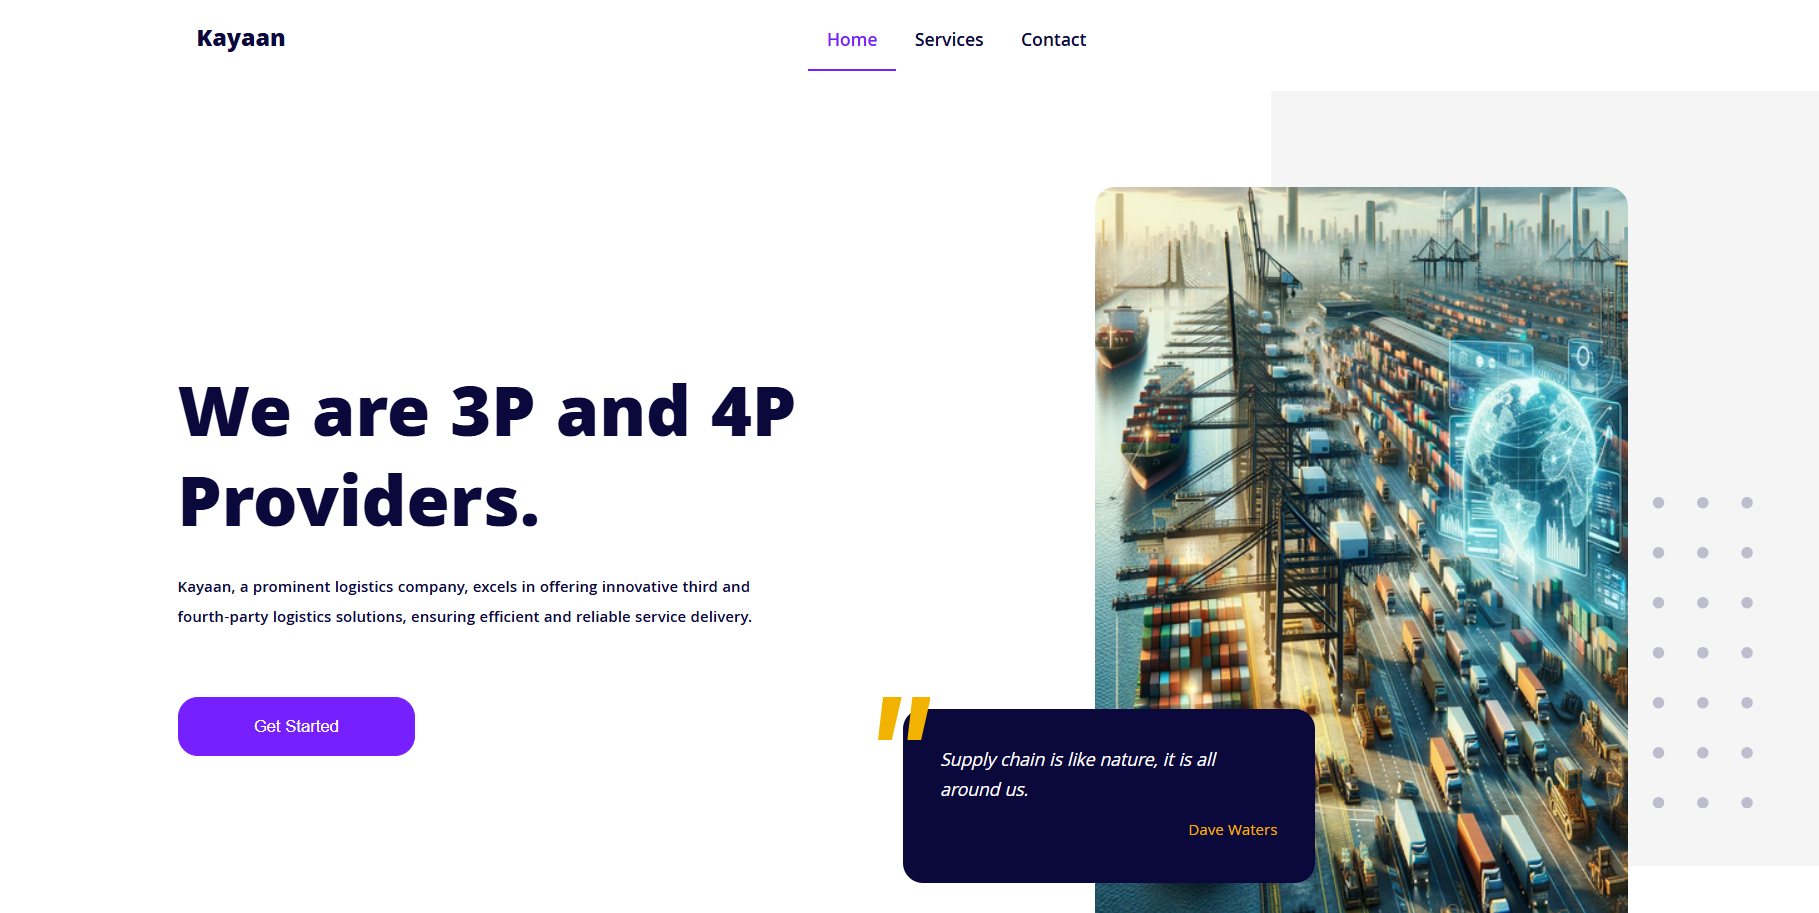 Kayaan
Home Services Contact
We are 3P and 4P
Providers.
Kayaan, a prominent logistics company, excels in offering innovative third and
fourth-party logistics solutions, ensuring efficient and reliable service delivery.
Get Started
"
Supply chain is like nature, it is all
around us.
Dave Waters